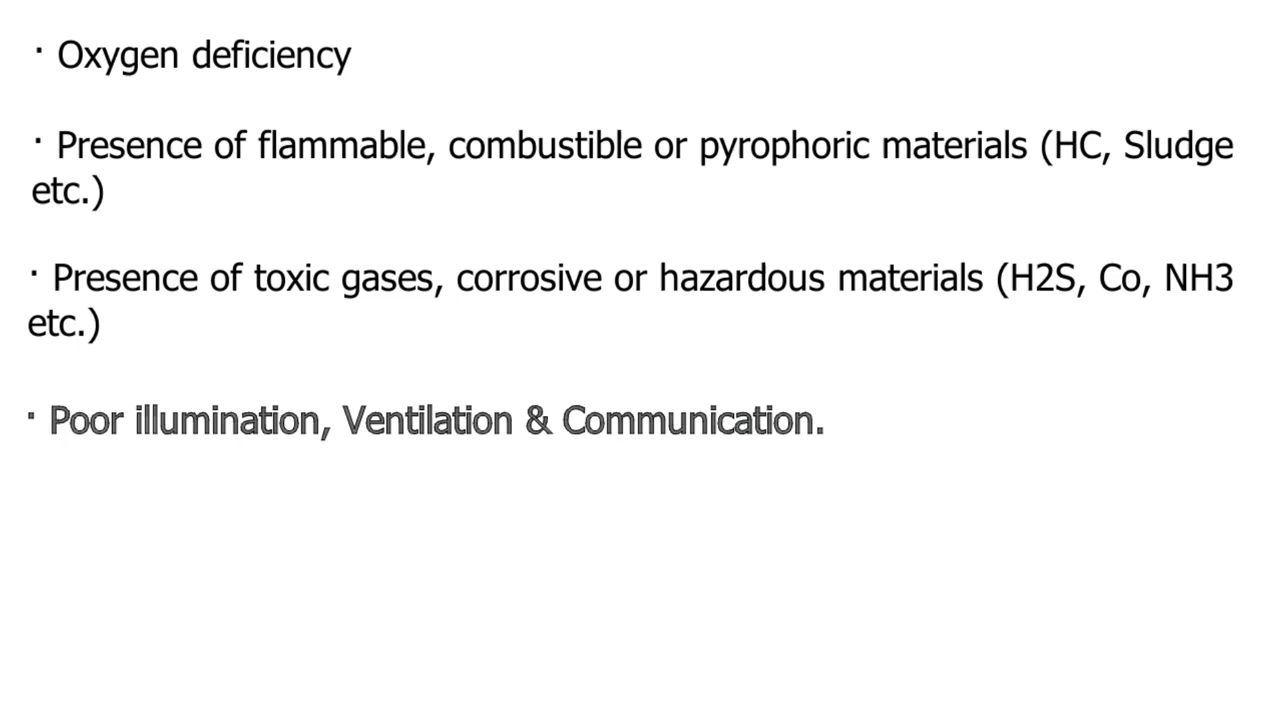 · Oxygen deficiency
· Presence of flammable, combustible or pyrophoric materials (HC, Sludge
etc.)
· Presence of toxic gases, corrosive or hazardous materials (H2S, Co, NH3
etc.)
· Poor illumination, Ventilation & Communication.